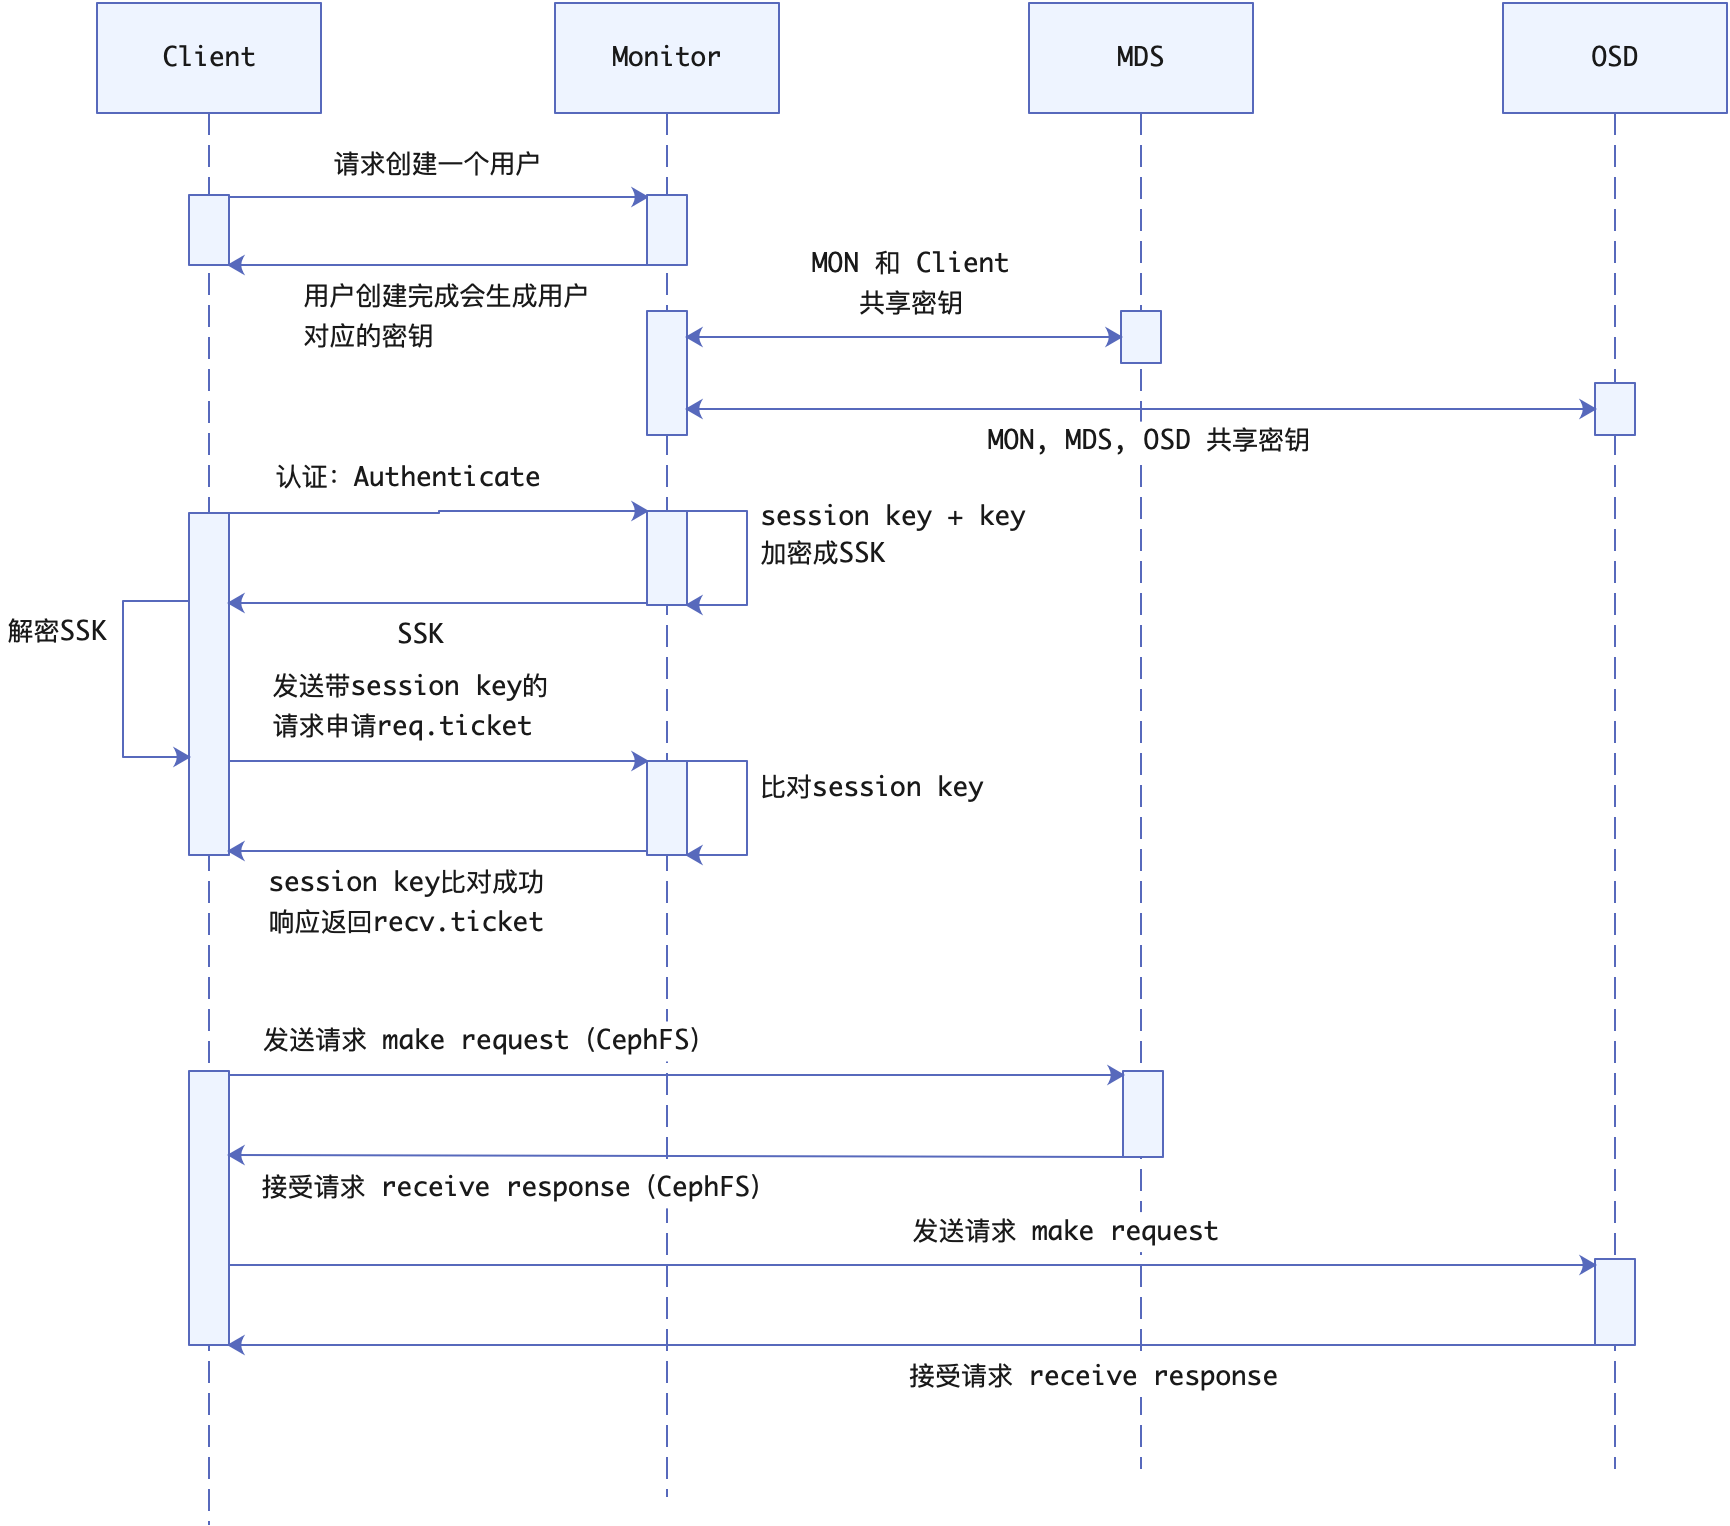 Client
Monitor
MDS
OSD
请求创建一个用户
用户创建完成会生成用户
对应的密钥
MON 和 Client
共享密钥
MON, MDS, OSD 共享密钥
认证：Authenticate
session key + key
加密成SSK
解密SSK
SSK
发送带session key的
请求申请req.ticket
比对session key
session key比对成功
响应返回recv.ticket
发送请求 make request（CephFS）
接受请求 receive response（CephFS）
发送请求 make request
接受请求 receive response